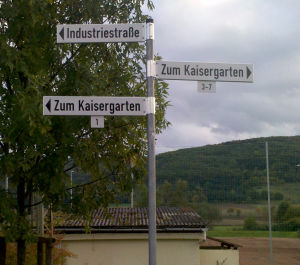 Industriestraße
Zum Kaisergarten
3-7
Zum Kaisergarten
1